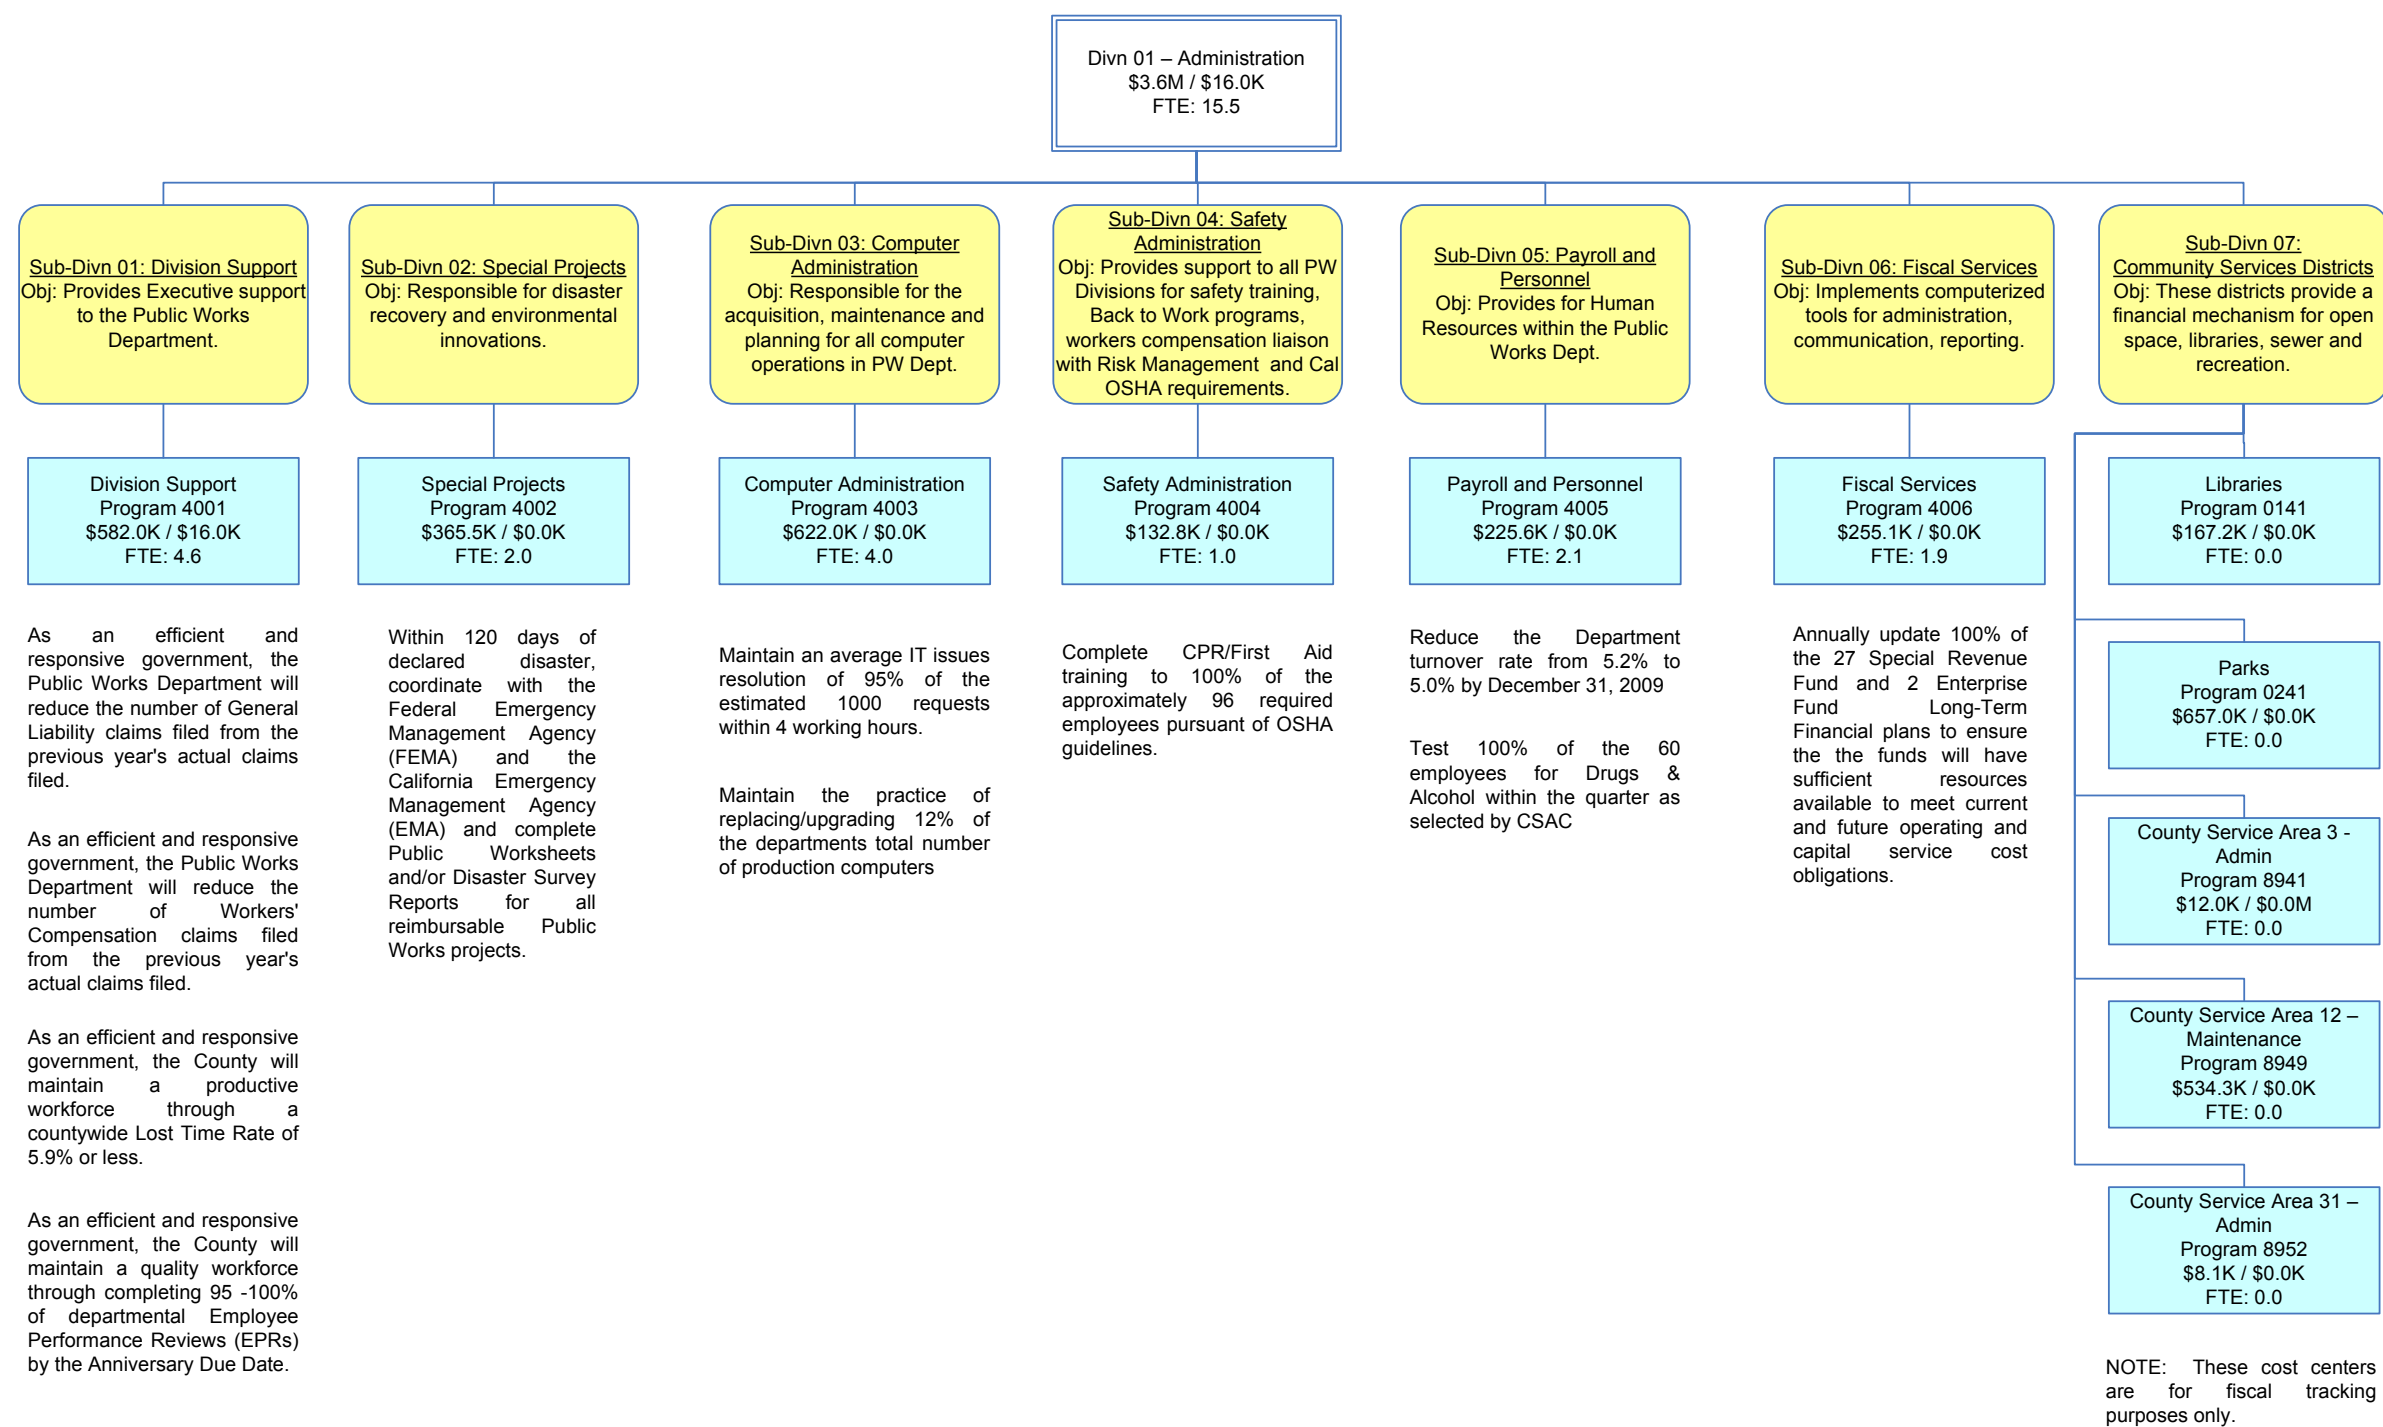 Divn 01 – Administration
$3.6M / $16.0K
FTE: 15.5
Sub-Divn 01: Division Support
Obj: Provides Executive support
to the Public Works
Department.
Sub-Divn 02: Special Projects
Obj: Responsible for disaster
recovery and environmental
innovations.
Sub-Divn 03: Computer
Administration
Obj: Responsible for the
acquisition, maintenance and
planning for all computer
operations in PW Dept.
Sub-Divn 04: Safety
Administration
Obj: Provides support to all PW
Divisions for safety training,
Back to Work programs,
workers compensation liaison
with Risk Management  and Cal
OSHA requirements.
Sub-Divn 05: Payroll and
Personnel
Obj: Provides for Human
Resources within the Public
Works Dept.
Sub-Divn 06: Fiscal Services
Obj: Implements computerized
tools for administration,
communication, reporting.
Sub-Divn 07:
Community Services Districts
Obj: These districts provide a
financial mechanism for open
space, libraries, sewer and
recreation.
Division Support
Program 4001
$582.0K / $16.0K
FTE: 4.6
Special Projects
Program 4002
$365.5K / $0.0K
FTE: 2.0
Computer Administration
Program 4003
$622.0K / $0.0K
FTE: 4.0
Safety Administration
Program 4004
$132.8K / $0.0K
FTE: 1.0
Payroll and Personnel
Program 4005
$225.6K / $0.0K
FTE: 2.1
Fiscal Services
Program 4006
$255.1K / $0.0K
FTE: 1.9
Libraries
Program 0141
$167.2K / $0.0K
FTE: 0.0
As an efficient and
responsive government, the
Public Works Department will
reduce the number of General
Liability claims filed from the
previous year's actual claims
filed.
As an efficient and responsive
government, the Public Works
Department will reduce the
number of Workers'
Compensation claims filed
from the previous year's
actual claims filed.
As an efficient and responsive
government, the County will
maintain a productive
workforce through a
countywide Lost Time Rate of
5.9% or less.
As an efficient and responsive
government, the County will
maintain a quality workforce
through completing 95 -100%
of departmental Employee
Performance Reviews (EPRs)
by the Anniversary Due Date.
Within 120 days of
declared disaster,
coordinate with the
Federal Emergency
Management Agency
(FEMA) and the
California Emergency
Management Agency
(EMA) and complete
Public Worksheets
and/or Disaster Survey
Reports for all
reimbursable Public
Works projects.
Maintain an average IT issues
resolution of 95% of the
estimated 1000 requests
within 4 working hours.
Maintain the practice of
replacing/upgrading 12% of
the departments total number
of production computers
Complete CPR/First Aid
training to 100% of the
approximately 96 required
employees pursuant of OSHA
guidelines.
Reduce the Department
turnover rate from 5.2% to
5.0% by December 31, 2009
Test 100% of the 60
employees for Drugs &
Alcohol within the quarter as
selected by CSAC
Annually update 100% of
the 27 Special Revenue
Fund and 2 Enterprise
Fund Long-Term
Financial plans to ensure
the the funds will have
sufficient resources
available to meet current
and future operating and
capital service cost
obligations.
Parks
Program 0241
$657.0K / $0.0K
FTE: 0.0
County Service Area 3 -
Admin
Program 8941
$12.0K / $0.0M
FTE: 0.0
County Service Area 12 –
Maintenance
Program 8949
$534.3K / $0.0K
FTE: 0.0
County Service Area 31 –
Admin
Program 8952
$8.1K / $0.0K
FTE: 0.0
NOTE: These cost centers
are for fiscal tracking
purposes only.